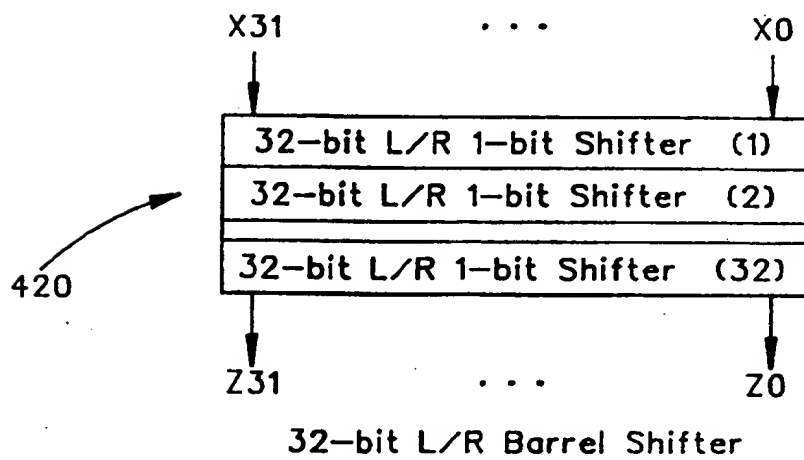 X31 ... X0
32-bit L/R 1-bit Shifter (1)
32-bit L/R 1-bit Shifter (2)
32-bit L/R 1-bit Shifter (32)
420
Z31 ... Z0
32-bit L/R Barrel Shifter